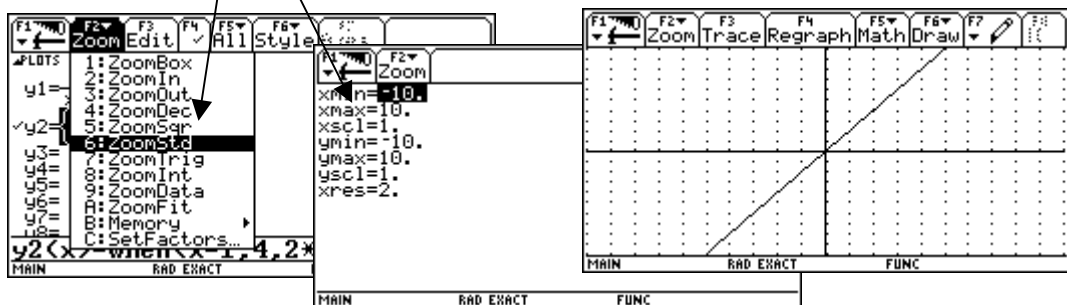 F1 F2 F3 F4 F5 F6
Zoom Edit ✓ All Style
PLOTS
1:ZoomBox
2:ZoomIn
y1=
3:ZoomOut
4:ZoomDec
✓y2=
5:ZoomSqr
6:ZoomStd
y3=
7:ZoomTrig
y4=
8:ZoomInt
y5=
9:ZoomData
y6=
A:ZoomFit
y7=
B:Memory
y8=
C:SetFactors…
y2(x)=when(x=1,4,2*
MAIN RAD EXACT
F1 F2
Zoom
xmin=-10.
xmax=10.
xscl=1.
ymin=-10.
ymax=10.
yscl=1.
xres=2.
MAIN RAD EXACT FUNC
F1 F2 F3 F4 F5 F6 F7
Zoom Trace Regraph Math Draw
MAIN RAD EXACT FUNC